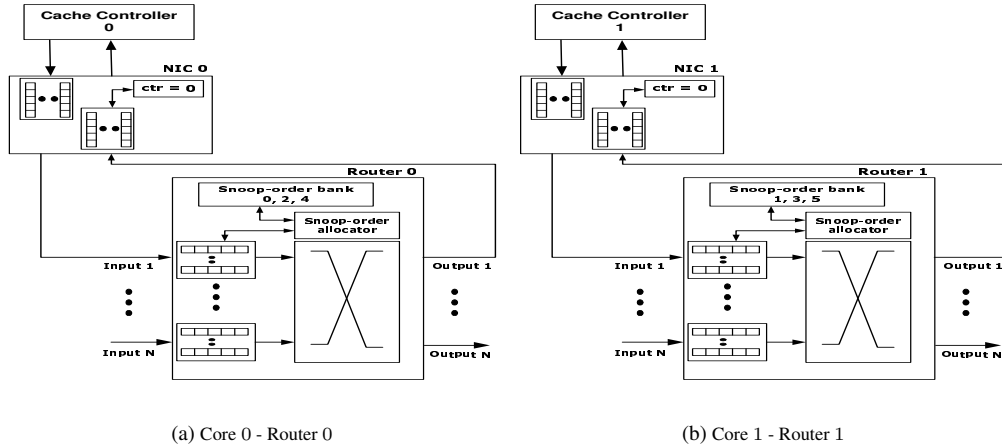 Cache Controller
0
NIC 0
ctr = 0
Router 0
Snoop-order bank
0, 2, 4
Snoop-order
allocator
Input 1
Output 1
Input N
Output N
(a) Core 0 - Router 0
Cache Controller
1
NIC 1
ctr = 0
Router 1
Snoop-order bank
1, 3, 5
Snoop-order
allocator
Input 1
Output 1
Input N
Output N
(b) Core 1 - Router 1